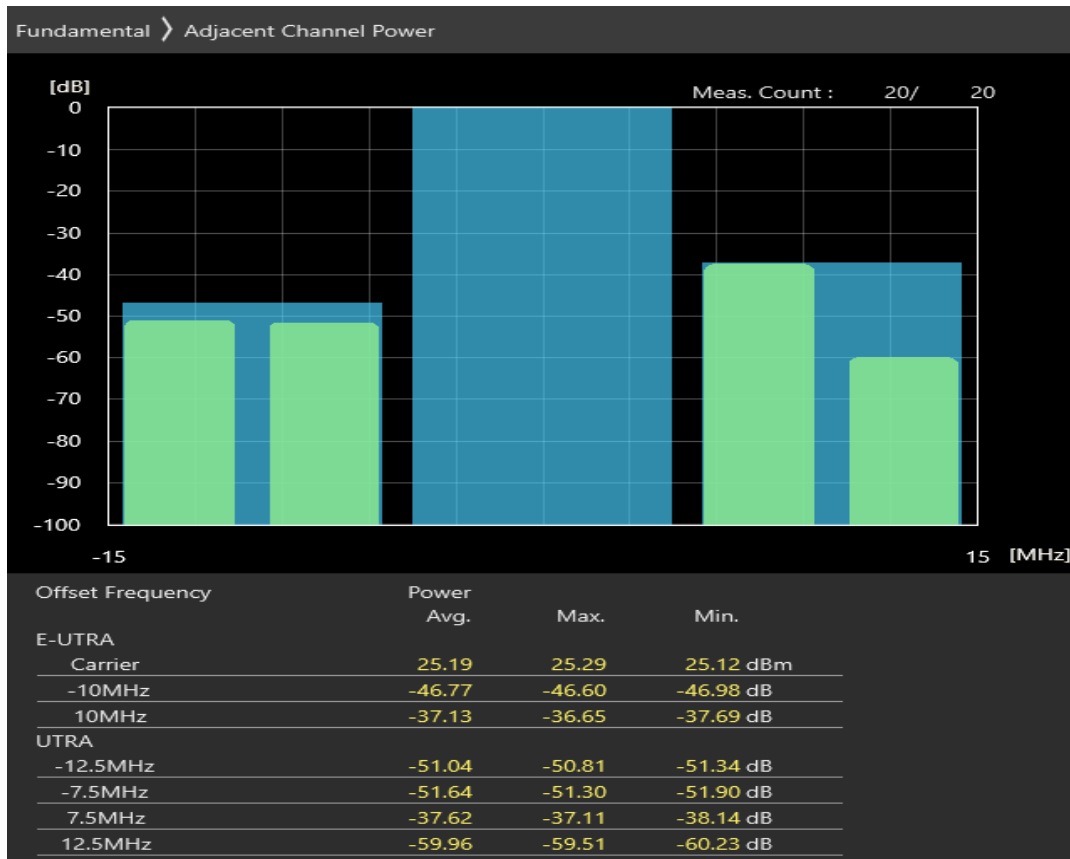 Fundamental ❯ Adjacent Channel Power
[dB]
Meas. Count : 20/ 20
0
-10
-20
-30
-40
-50
-60
-70
-80
-90
-100
-15 15 [MHz]
Offset Frequency Power
Avg. Max. Min.
E-UTRA
Carrier 25.19 25.29 25.12 dBm
-10MHz -46.77 -46.60 -46.98 dB
10MHz -37.13 -36.65 -37.69 dB
UTRA
-12.5MHz -51.04 -50.81 -51.34 dB
-7.5MHz -51.64 -51.30 -51.90 dB
7.5MHz -37.62 -37.11 -38.14 dB
12.5MHz -59.96 -59.51 -60.23 dB